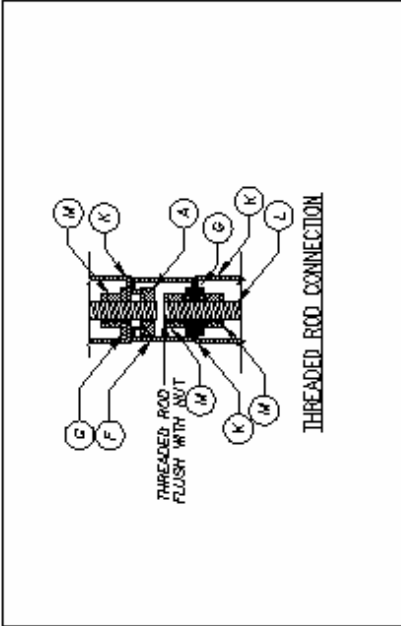 M
G
K
F
THREADED ROD
FLUSH WITH NUT
A
M
G
K
K
M
L
THREADED ROD CONNECTION